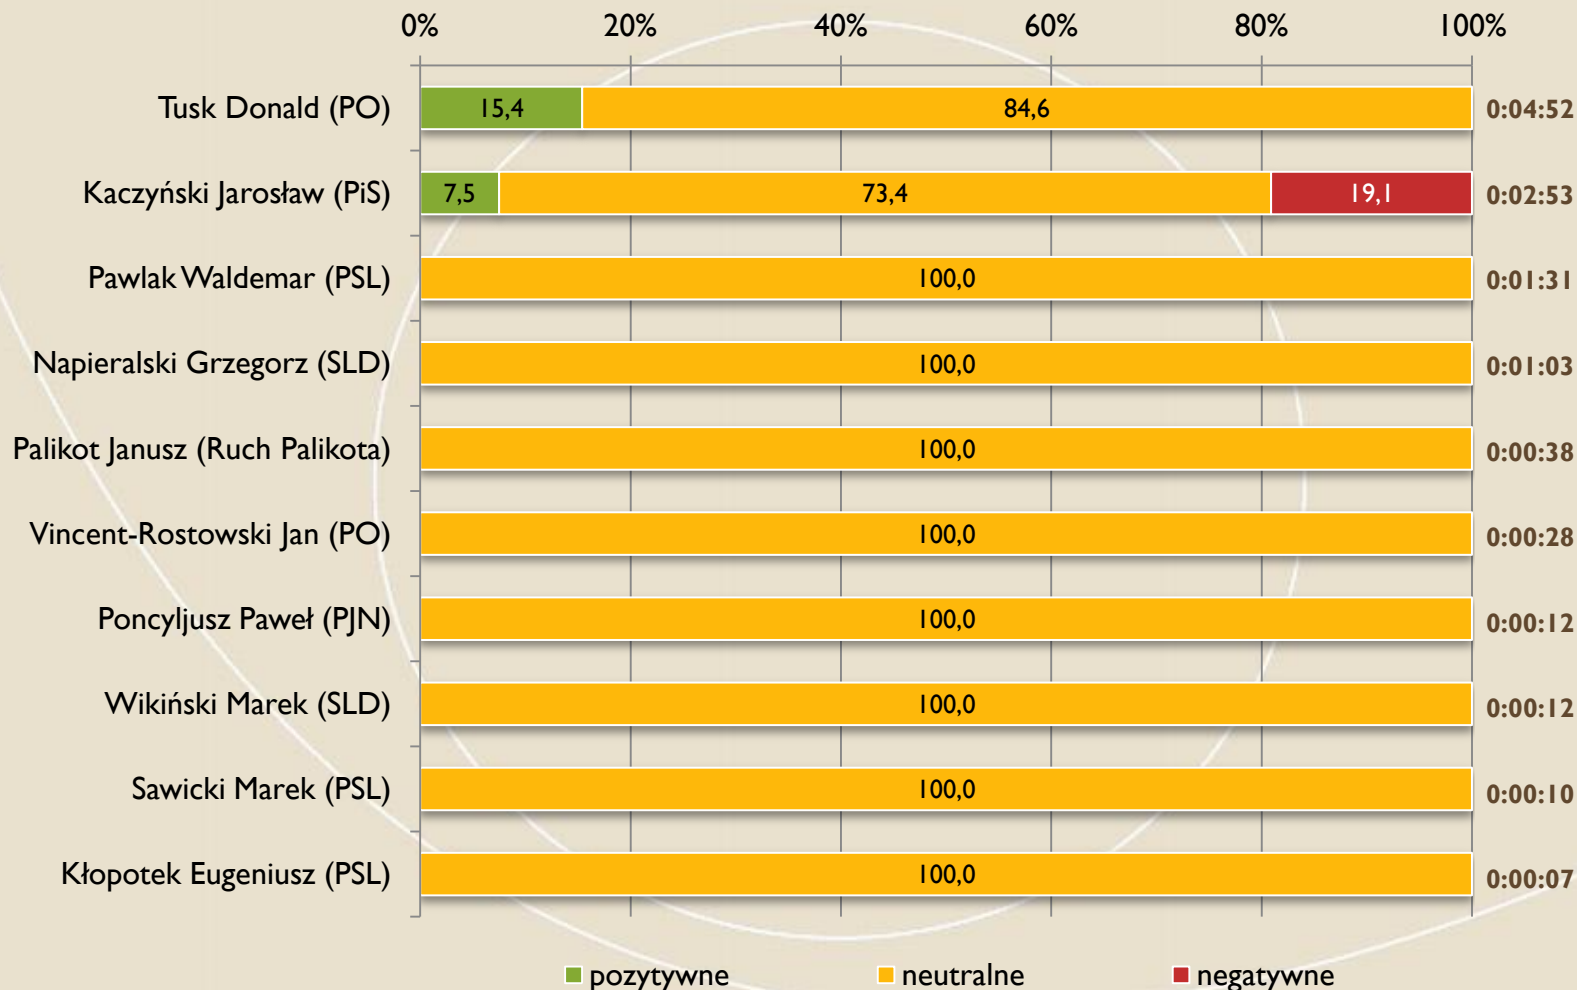 0% 20% 40% 60% 80% 100%
Tusk Donald (PO) 15,4 84,6 0:04:52
Kaczyński Jarosław (PiS) 7,5 73,4 19,1 0:02:53
Pawlak Waldemar (PSL) 100,0 0:01:31
Napieralski Grzegorz (SLD) 100,0 0:01:03
Palikot Janusz (Ruch Palikota) 100,0 0:00:38
Vincent-Rostowski Jan (PO) 100,0 0:00:28
Poncyljusz Paweł (PJN) 100,0 0:00:12
Wikiński Marek (SLD) 100,0 0:00:12
Sawicki Marek (PSL) 100,0 0:00:10
Kłopotek Eugeniusz (PSL) 100,0 0:00:07
pozytywne neutralne negatywne